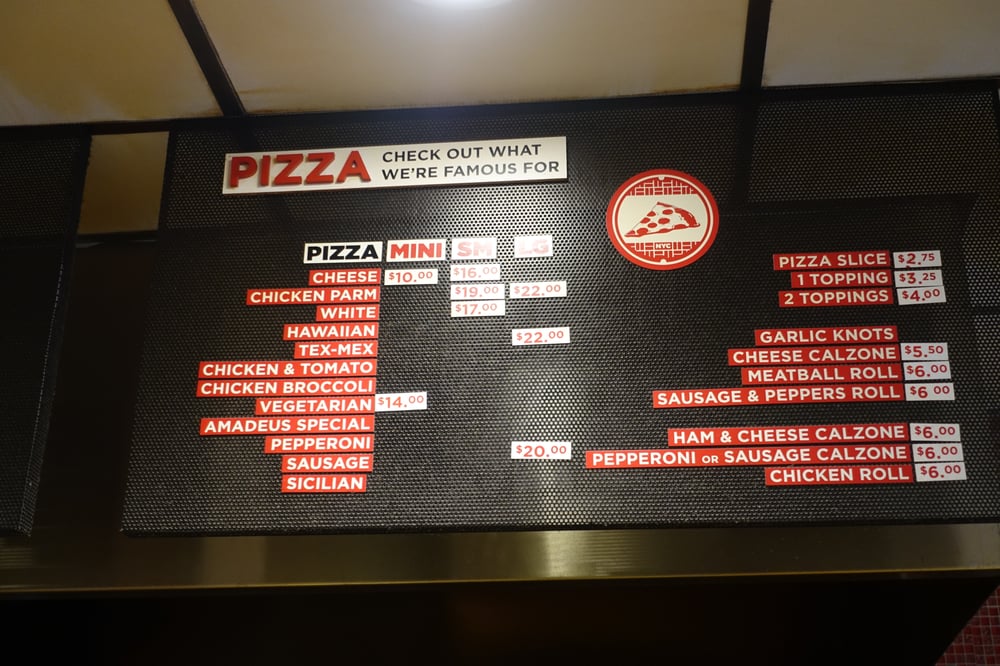 PIZZA CHECK OUT WHAT
WE'RE FAMOUS FOR
NYC
PIZZA MINI SM LG
CHEESE $10.00 $16.00
CHICKEN PARM $19.00 $22.00
WHITE $17.00
HAWAIIAN $22.00
TEX-MEX
CHICKEN & TOMATO
CHICKEN BROCCOLI
VEGETARIAN $14.00
AMADEUS SPECIAL
PEPPERONI $20.00
SAUSAGE
SICILIAN
PIZZA SLICE $2.75
1 TOPPING $3.25
2 TOPPINGS $4.00
GARLIC KNOTS
CHEESE CALZONE $5.50
MEATBALL ROLL $6.00
SAUSAGE & PEPPERS ROLL $6 00
HAM & CHEESE CALZONE $6.00
PEPPERONI OR SAUSAGE CALZONE $6.00
CHICKEN ROLL $6.00